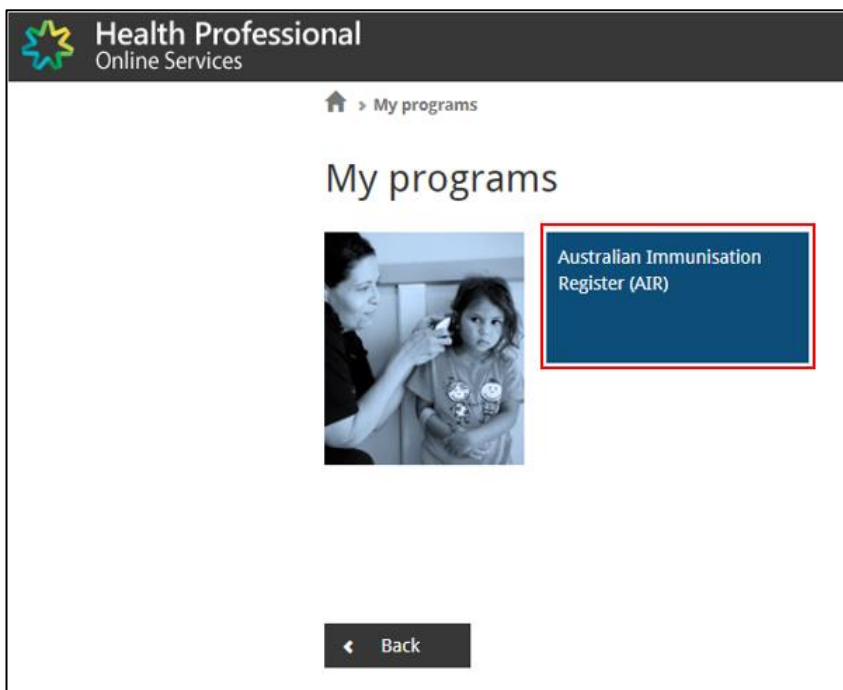 Health Professional
Online Services
> My programs
My programs
Australian Immunisation
Register (AIR)
Back